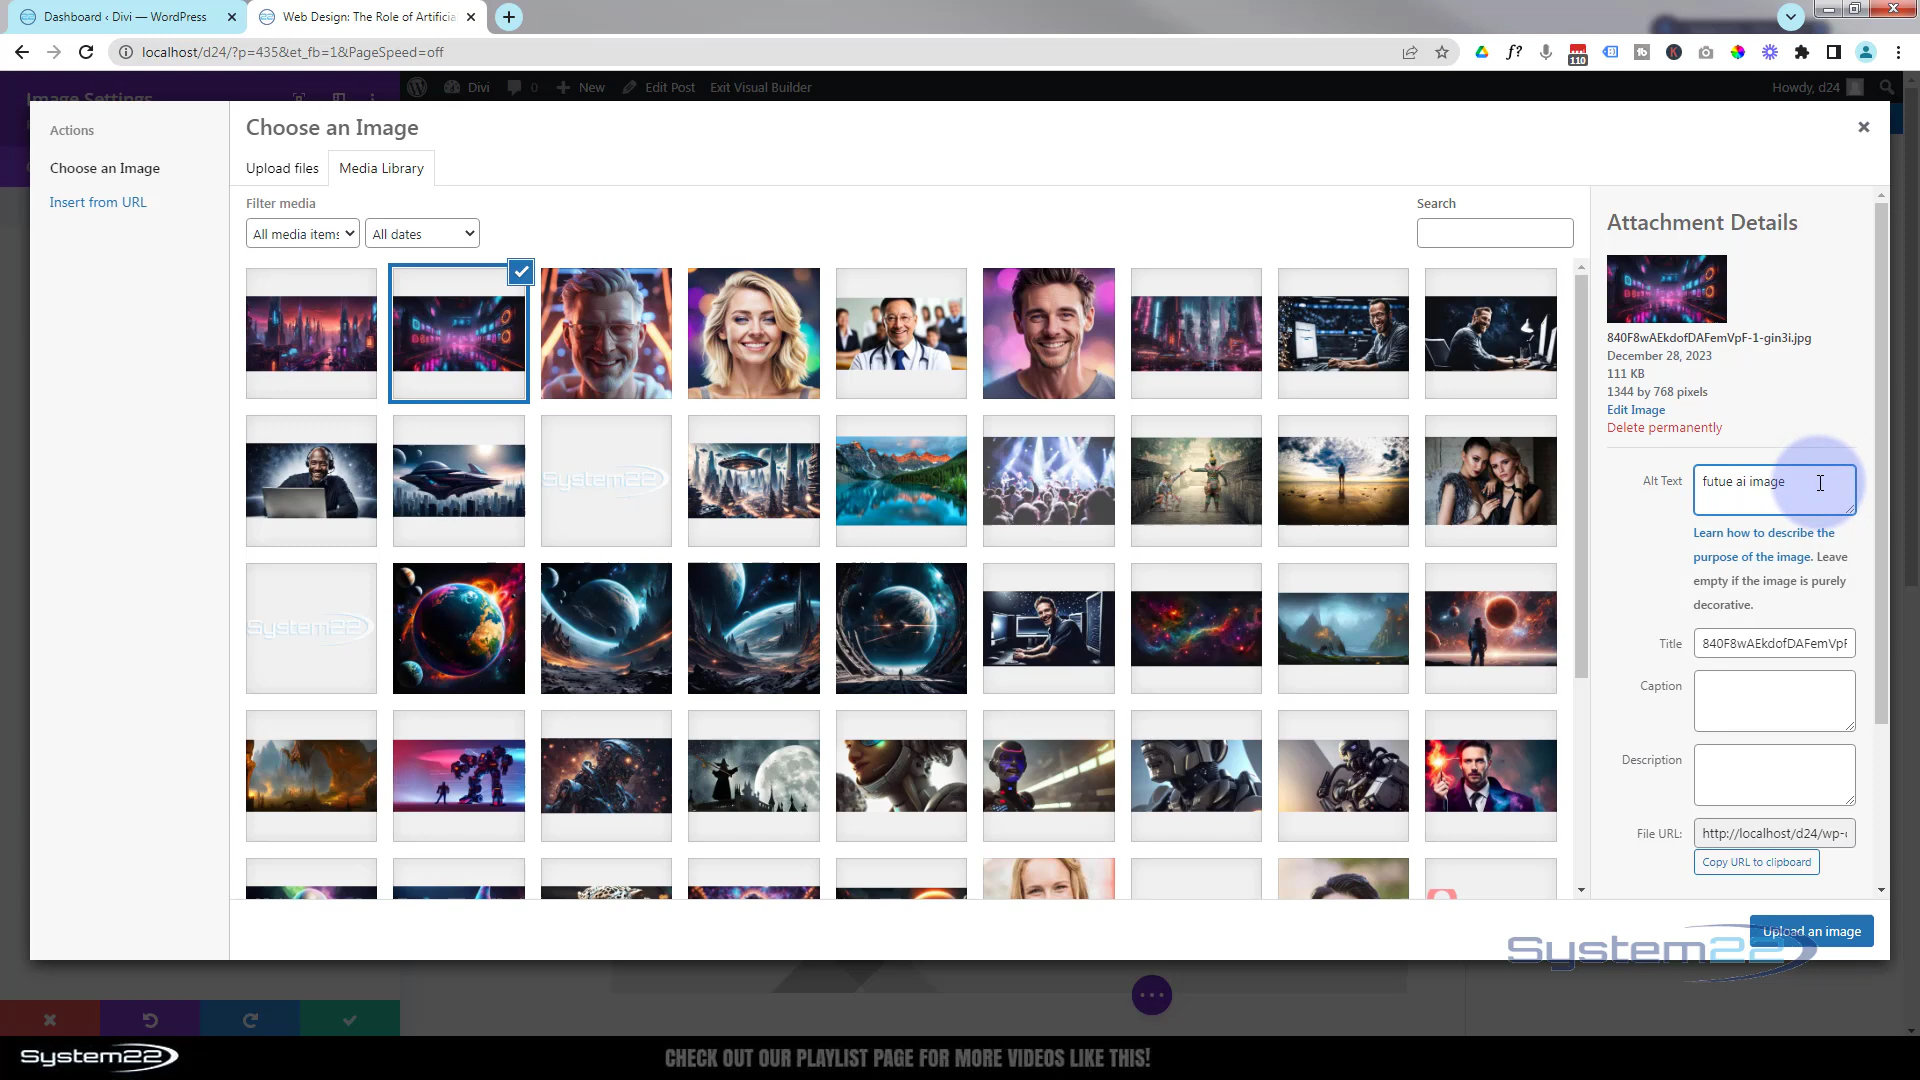 Dashboard ‹ Divi — WordPress
Web Design: The Role of Artificia
localhost/d24/?p=435&et_fb=1&PageSpeed=off
110
Image Settings
Divi
0
New
Edit Post
Exit Visual Builder
Howdy, d24
Actions
Choose an Image
Insert from URL
Choose an Image
Upload files
Media Library
Filter media
All media items
All dates
Search
System22
System22
Attachment Details
840F8wAEkdofDAFemVpF-1-gin3i.jpg
December 28, 2023
111 KB
1344 by 768 pixels
Edit Image
Delete permanently
Alt Text
futue ai image
Learn how to describe the
purpose of the image. Leave
empty if the image is purely
decorative.
Title
840F8wAEkdofDAFemVpF
Caption
Description
File URL:
http://localhost/d24/wp-c
Copy URL to clipboard
Upload an image
System22
System22
CHECK OUT OUR PLAYLIST PAGE FOR MORE VIDEOS LIKE THIS!